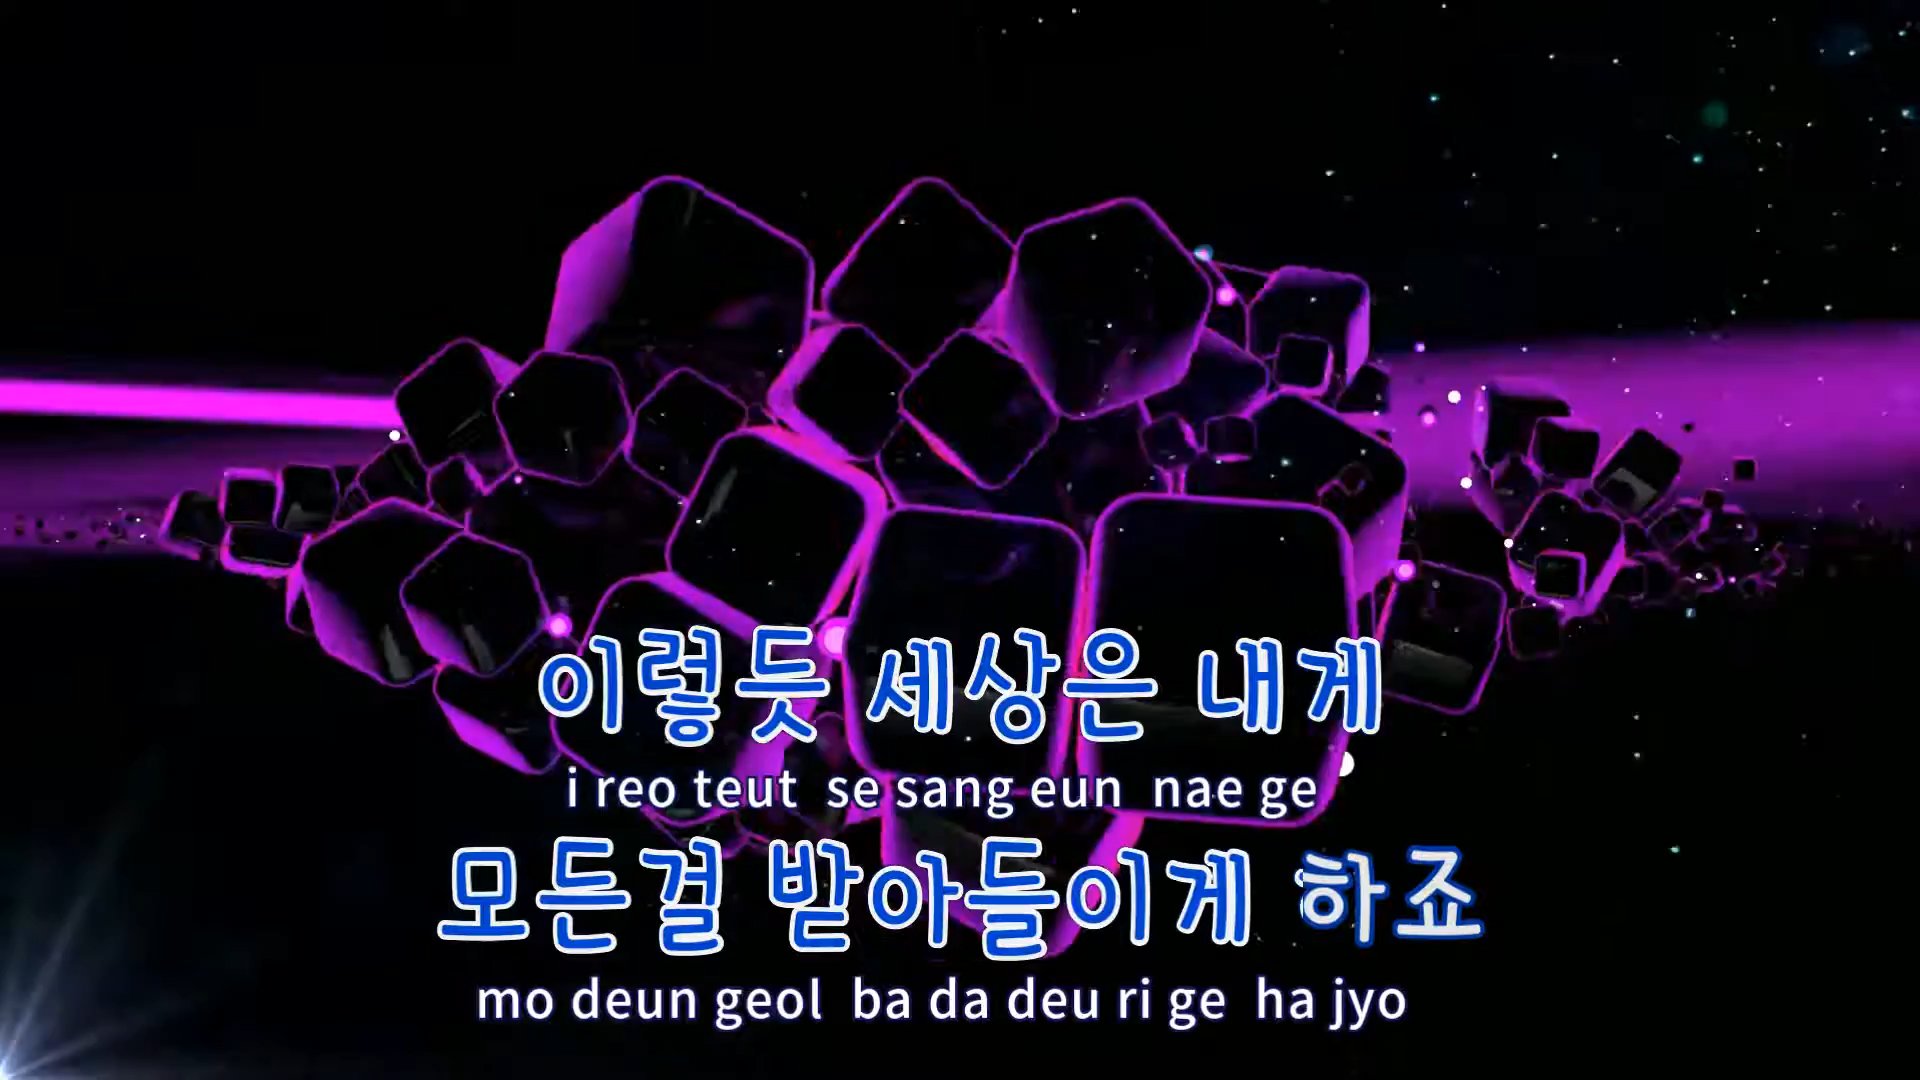 이렇듯 세상은 내게
i reo teut se sang eun nae ge
모든걸 받아들이게 하죠
mo deun geol ba da deu ri ge ha jyo